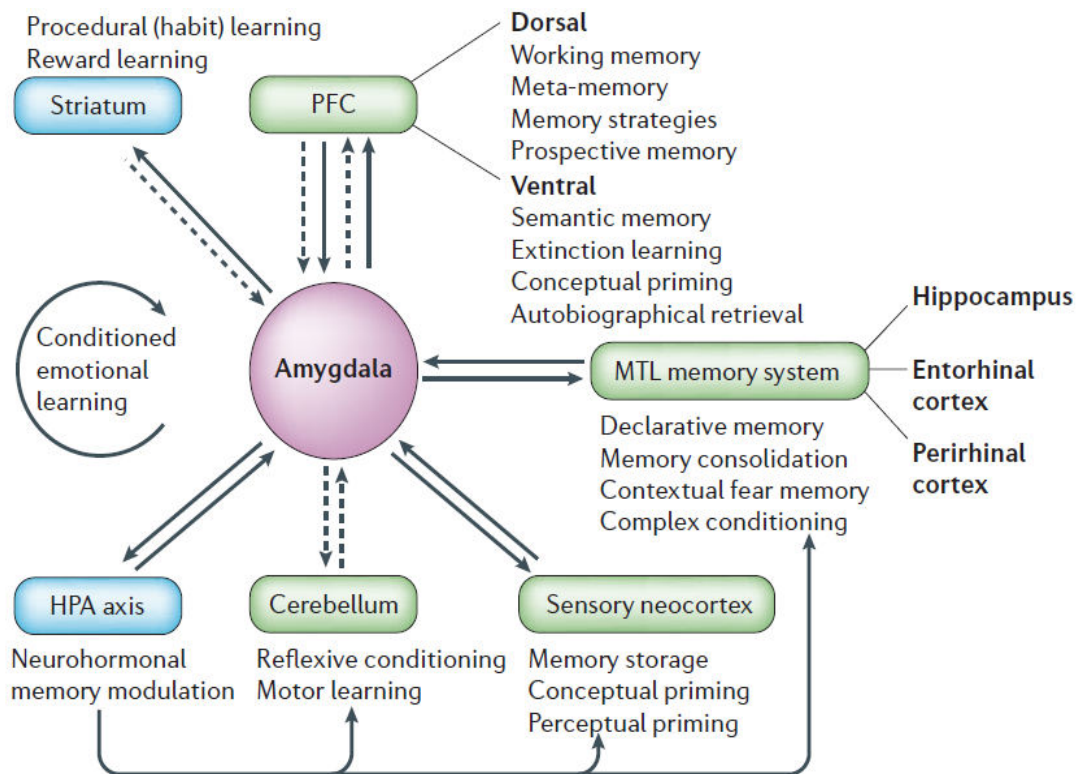 Procedural (habit) learning
Reward learning
Striatum
PFC
Dorsal
Working memory
Meta-memory
Memory strategies
Prospective memory
Ventral
Semantic memory
Extinction learning
Conceptual priming
Autobiographical retrieval
Conditioned
emotional
learning
Amygdala
MTL memory system
Hippocampus
Entorhinal
cortex
Perirhinal
cortex
Declarative memory
Memory consolidation
Contextual fear memory
Complex conditioning
HPA axis
Neurohormonal
memory modulation
Cerebellum
Reflexive conditioning
Motor learning
Sensory neocortex
Memory storage
Conceptual priming
Perceptual priming